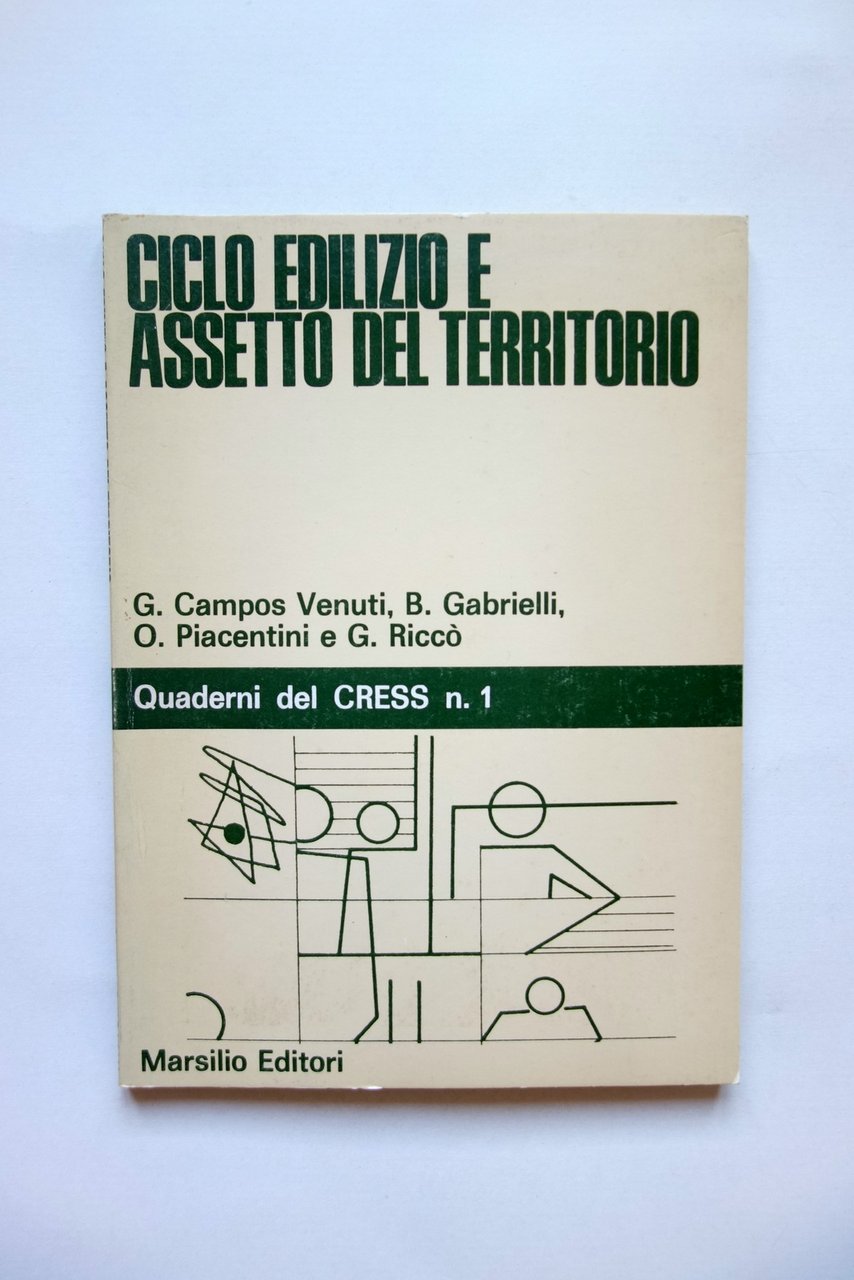 CICLO EDILIZIO E
ASSETTO DEL TERRITORIO
G. Campos Venuti, B. Gabrielli,
O. Piacentini e G. Riccò
Quaderni del CRESS n. 1
Marsilio Editori